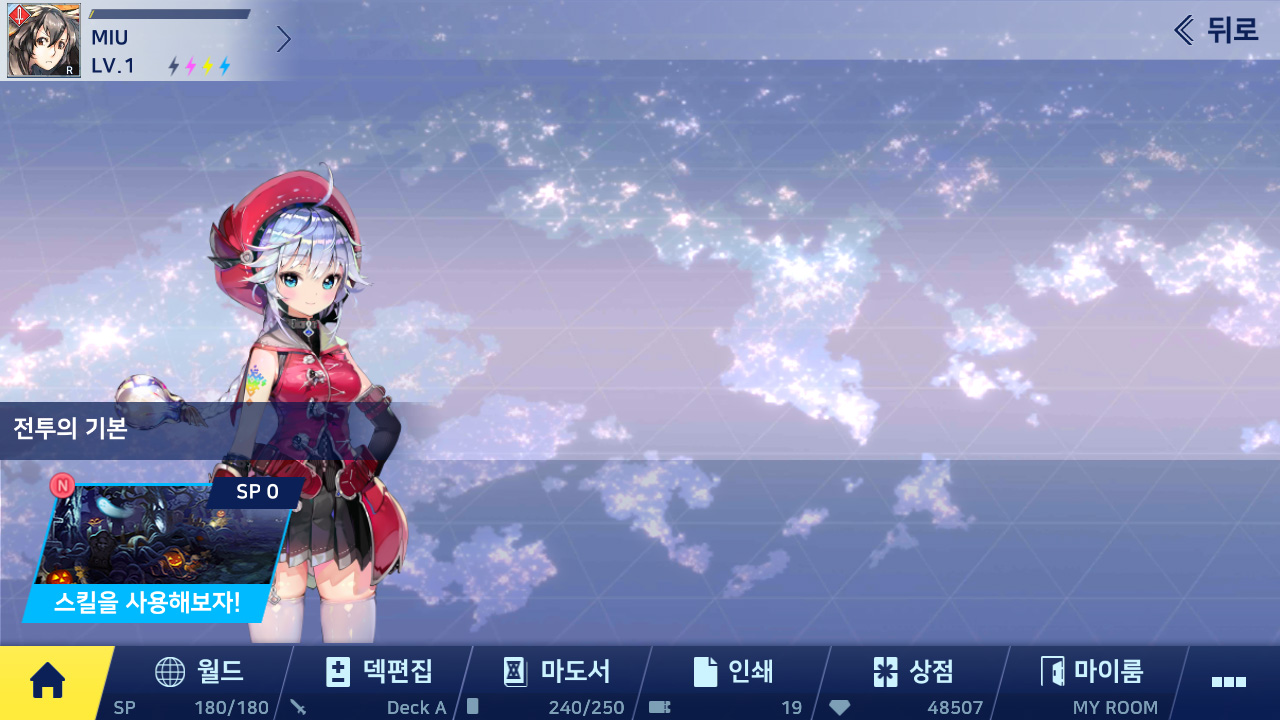 MIU
R
LV.1
뒤로
전투의 기본
N
SP 0
스킬을 사용해보자!
월드
덱편집
마도서
인쇄
상점
마이룸
SP 180/180
Deck A
240/250
19
48507
MY ROOM